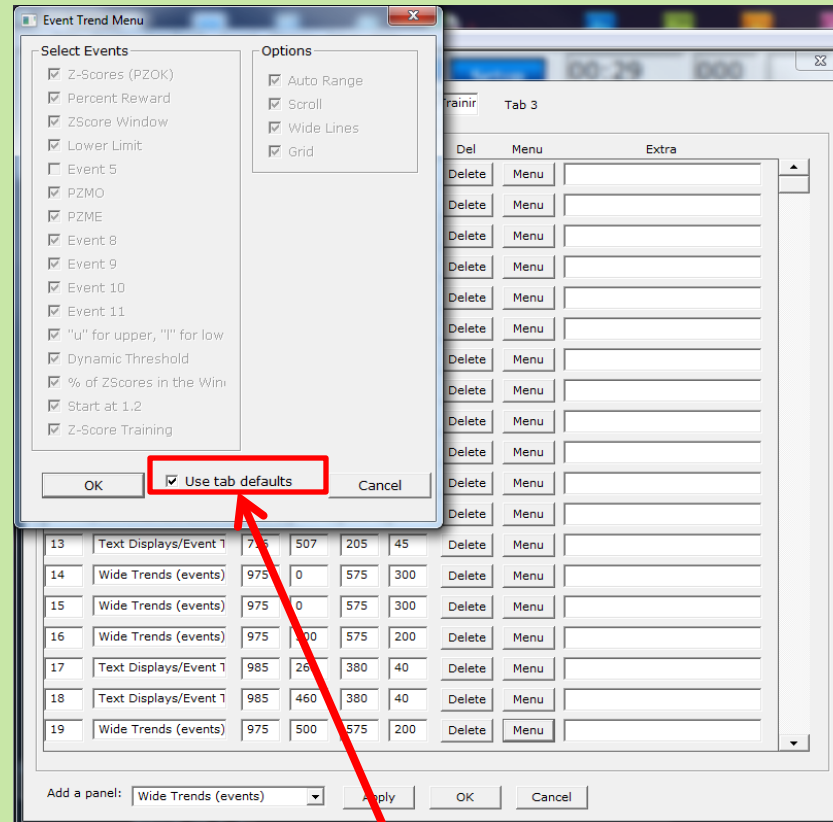 Event Trend Menu
Select Events
Z-Scores (PZOK)
Percent Reward
ZScore Window
Lower Limit
Event 5
PZMO
PZME
Event 8
Event 9
Event 10
Event 11
"u" for upper, "l" for low
Dynamic Threshold
% of ZScores in the Win
Start at 1.2
Z-Score Training
Options
Auto Range
Scroll
Wide Lines
Grid
OK Use tab defaults Cancel
00:29 000
Trainir Tab 3
Del Menu Extra
Delete Menu
Delete Menu
Delete Menu
Delete Menu
Delete Menu
Delete Menu
Delete Menu
Delete Menu
Delete Menu
Delete Menu
Delete Menu
Delete Menu
13 Text Displays/Event T 507 205 45 Delete Menu
14 Wide Trends (events) 975 0 575 300 Delete Menu
15 Wide Trends (events) 975 0 575 300 Delete Menu
16 Wide Trends (events) 975 575 200 Delete Menu
17 Text Displays/Event T 985 380 40 Delete Menu
18 Text Displays/Event T 985 460 380 40 Delete Menu
19 Wide Trends (events) 975 500 575 200 Delete Menu
Add a panel: Wide Trends (events) Apply OK Cancel